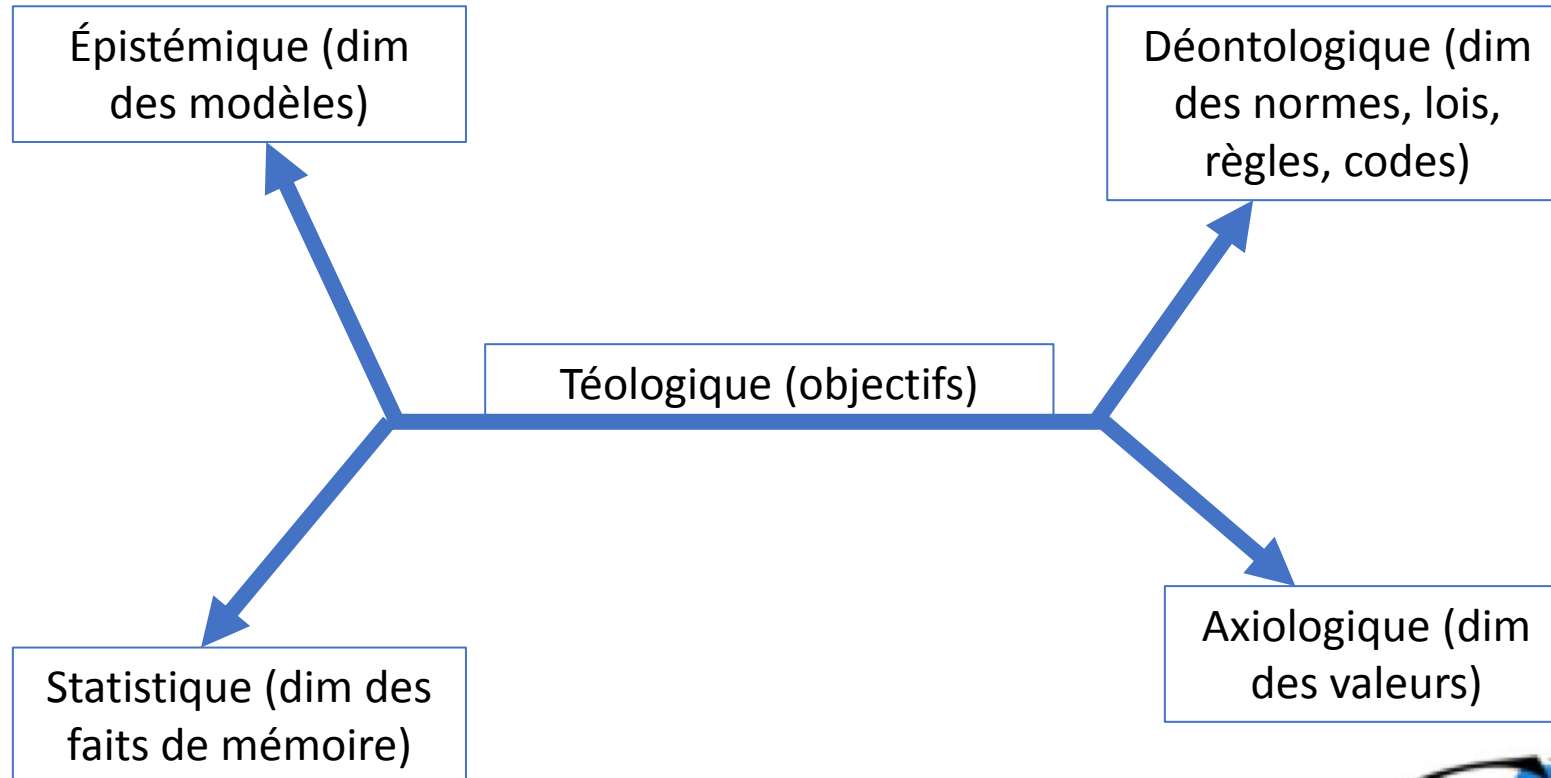 Épistémique (dim
des modèles)
Déontologique (dim
des normes, lois,
règles, codes)
Téologique (objectifs)
Statistique (dim des
faits de mémoire)
Axiologique (dim
des valeurs)